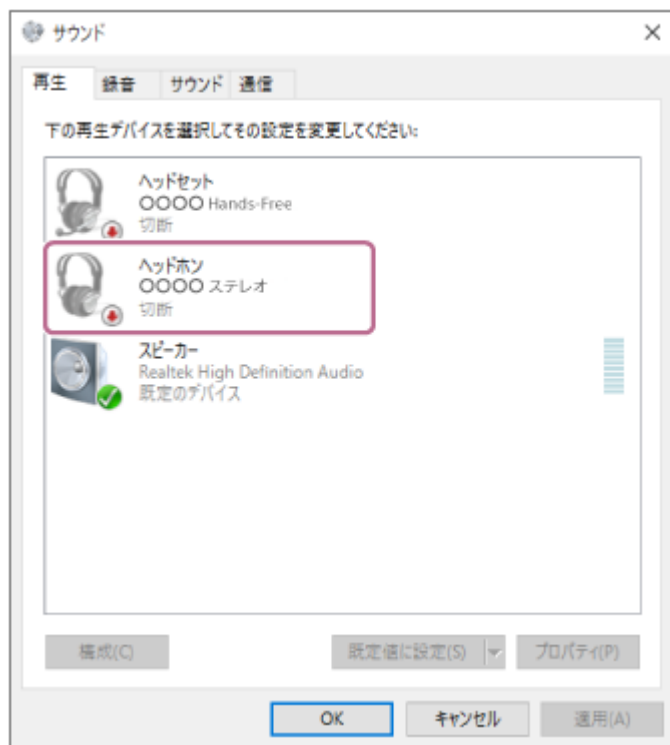 サウンド
再生 録音 サウンド 通信
下の再生デバイスを選択してその設定を変更してください:
ヘッドセット
〇〇〇〇 Hands-Free
切断
ヘッドホン
〇〇〇〇 ステレオ
切断
スピーカー
Realtek High Definition Audio
既定のデバイス
構成(C) 既定値に設定(S) プロパティ(P)
OK キャンセル 適用(A)